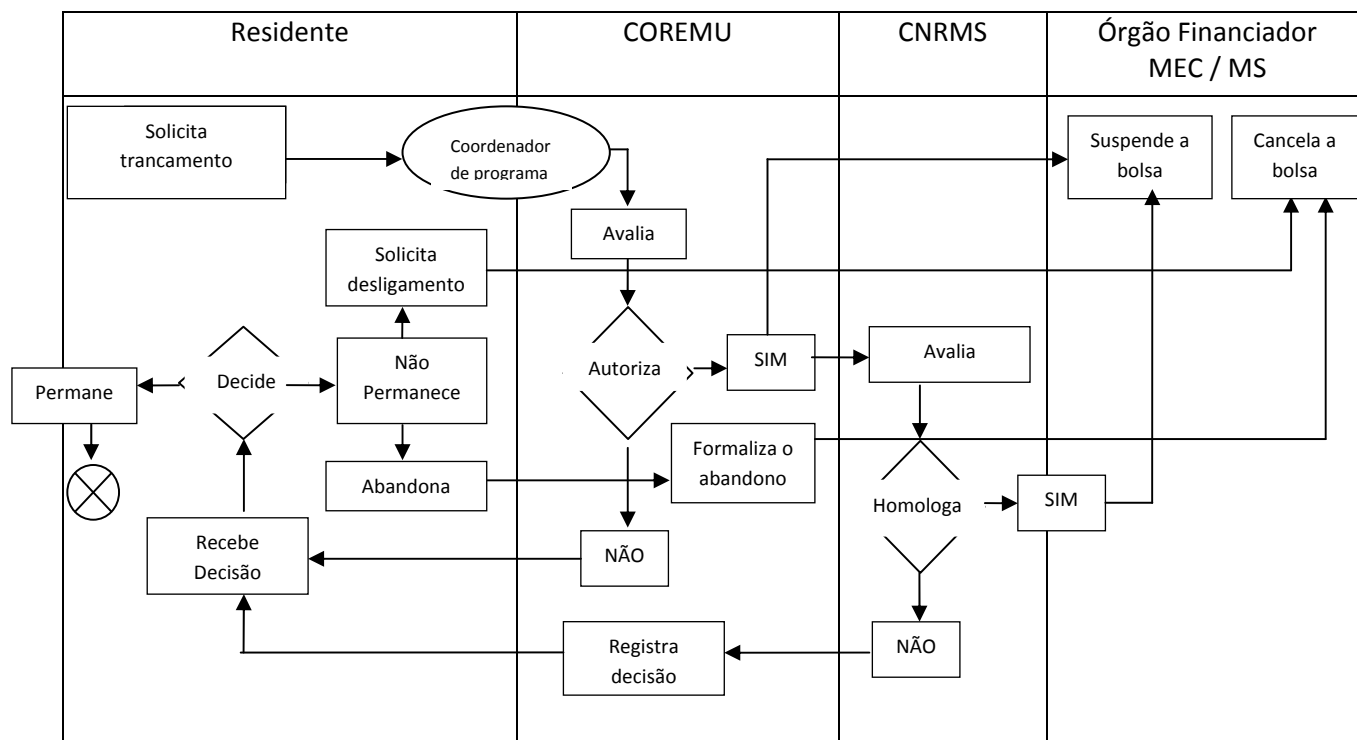 Residente
COREMU
CNRMS
Órgão Financiador
MEC / MS
Solicita
trancamento
Coordenador
de programa
Suspende a
bolsa
Cancela a
bolsa
Avalia
Solicita
desligamento
Permane
Decide
Não
Permanece
Autoriza
SIM
Avalia
Abandona
Formaliza o
abandono
Homologa
SIM
Recebe
Decisão
NÃO
Registra
decisão
NÃO